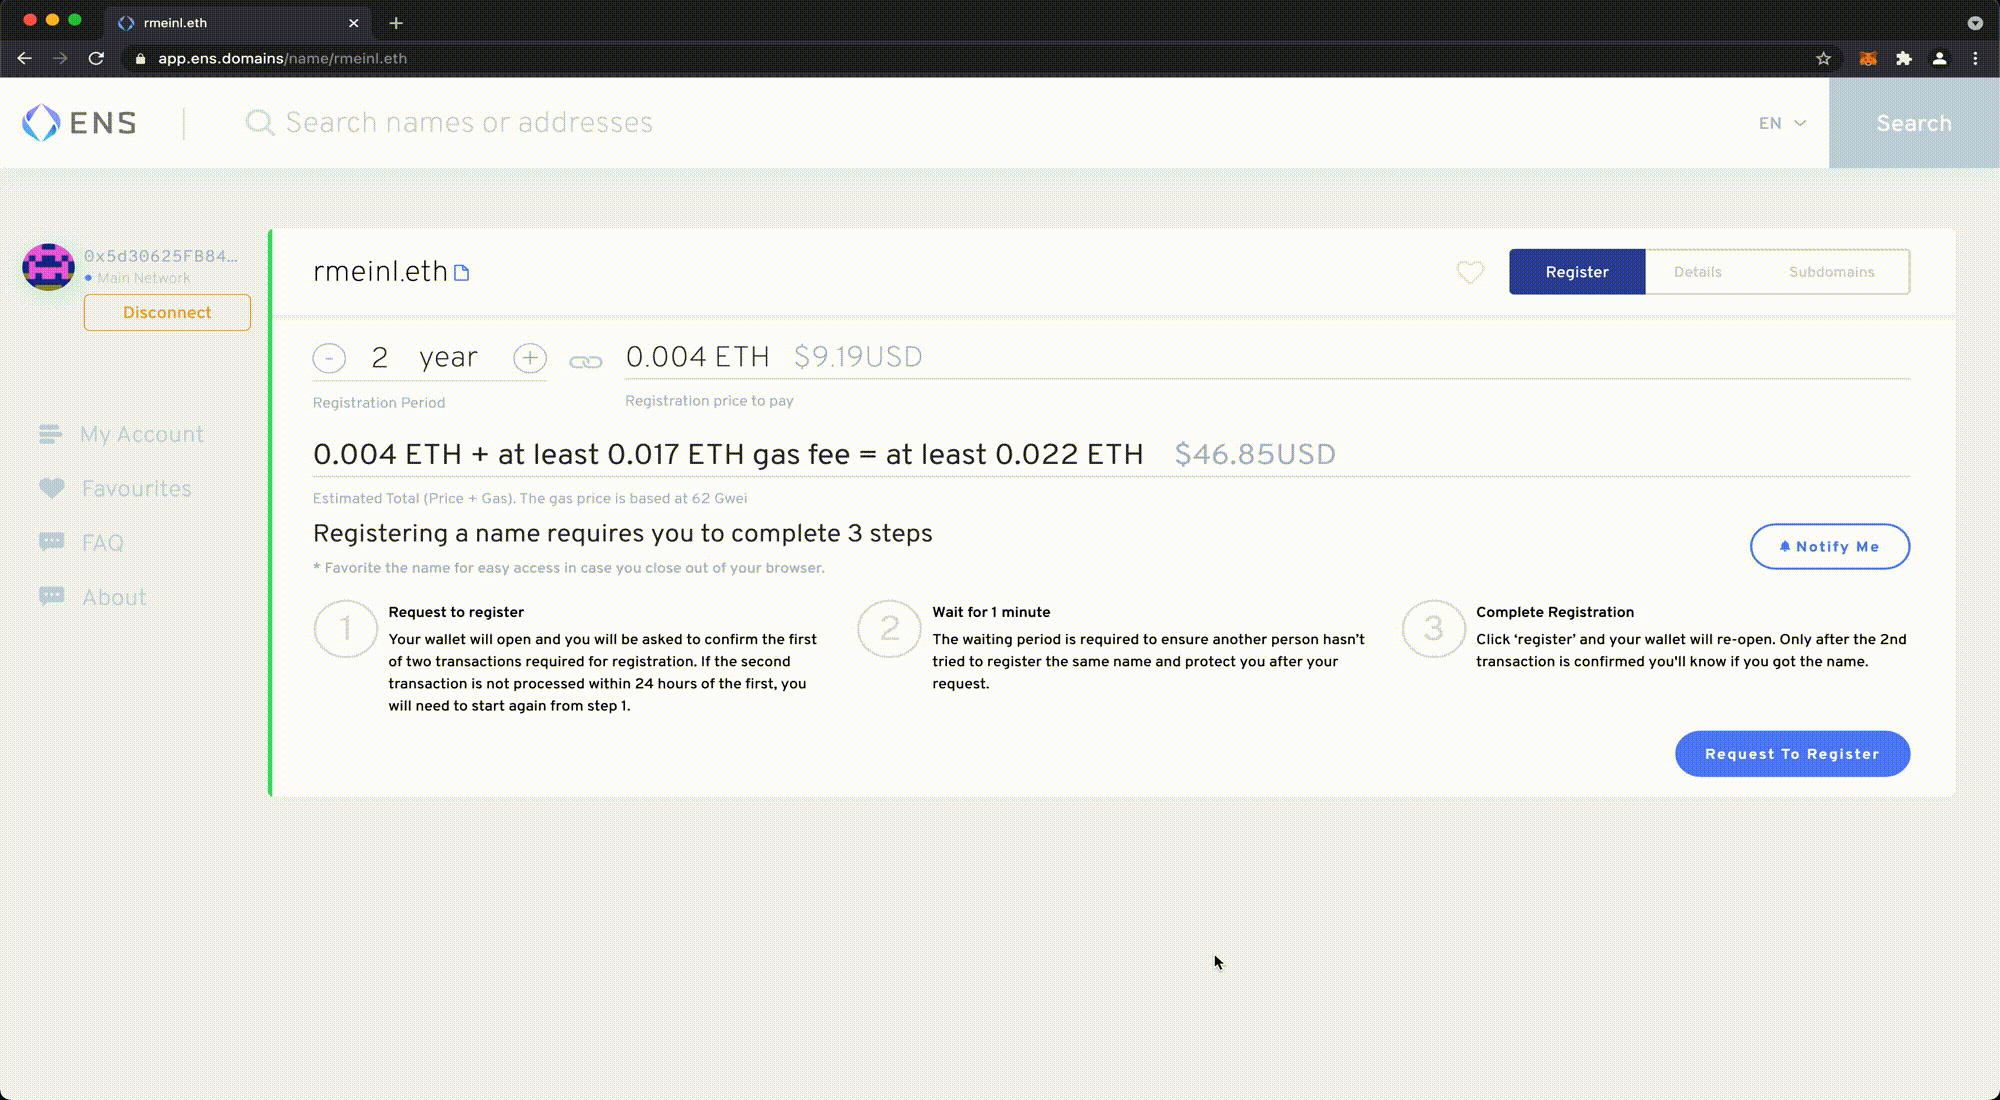 rmeinl.eth
app.ens.domains/name/rmeinl.eth
ENS
Search names or addresses
EN
Search
0x5d30625FB84...
Main Network
Disconnect
My Account
Favourites
FAQ
About
rmeinl.eth
Register
Details
Subdomains
- 2 year +
0.004 ETH $9.19USD
Registration Period
Registration price to pay
0.004 ETH + at least 0.017 ETH gas fee = at least 0.022 ETH $46.85USD
Estimated Total (Price + Gas). The gas price is based at 62 Gwei
Registering a name requires you to complete 3 steps
* Favorite the name for easy access in case you close out of your browser.
Notify Me
1
Request to register
Your wallet will open and you will be asked to confirm the first
of two transactions required for registration. If the second
transaction is not processed within 24 hours of the first, you
will need to start again from step 1.
2
Wait for 1 minute
The waiting period is required to ensure another person hasn’t
tried to register the same name and protect you after your
request.
3
Complete Registration
Click ‘register’ and your wallet will re-open. Only after the 2nd
transaction is confirmed you'll know if you got the name.
Request To Register